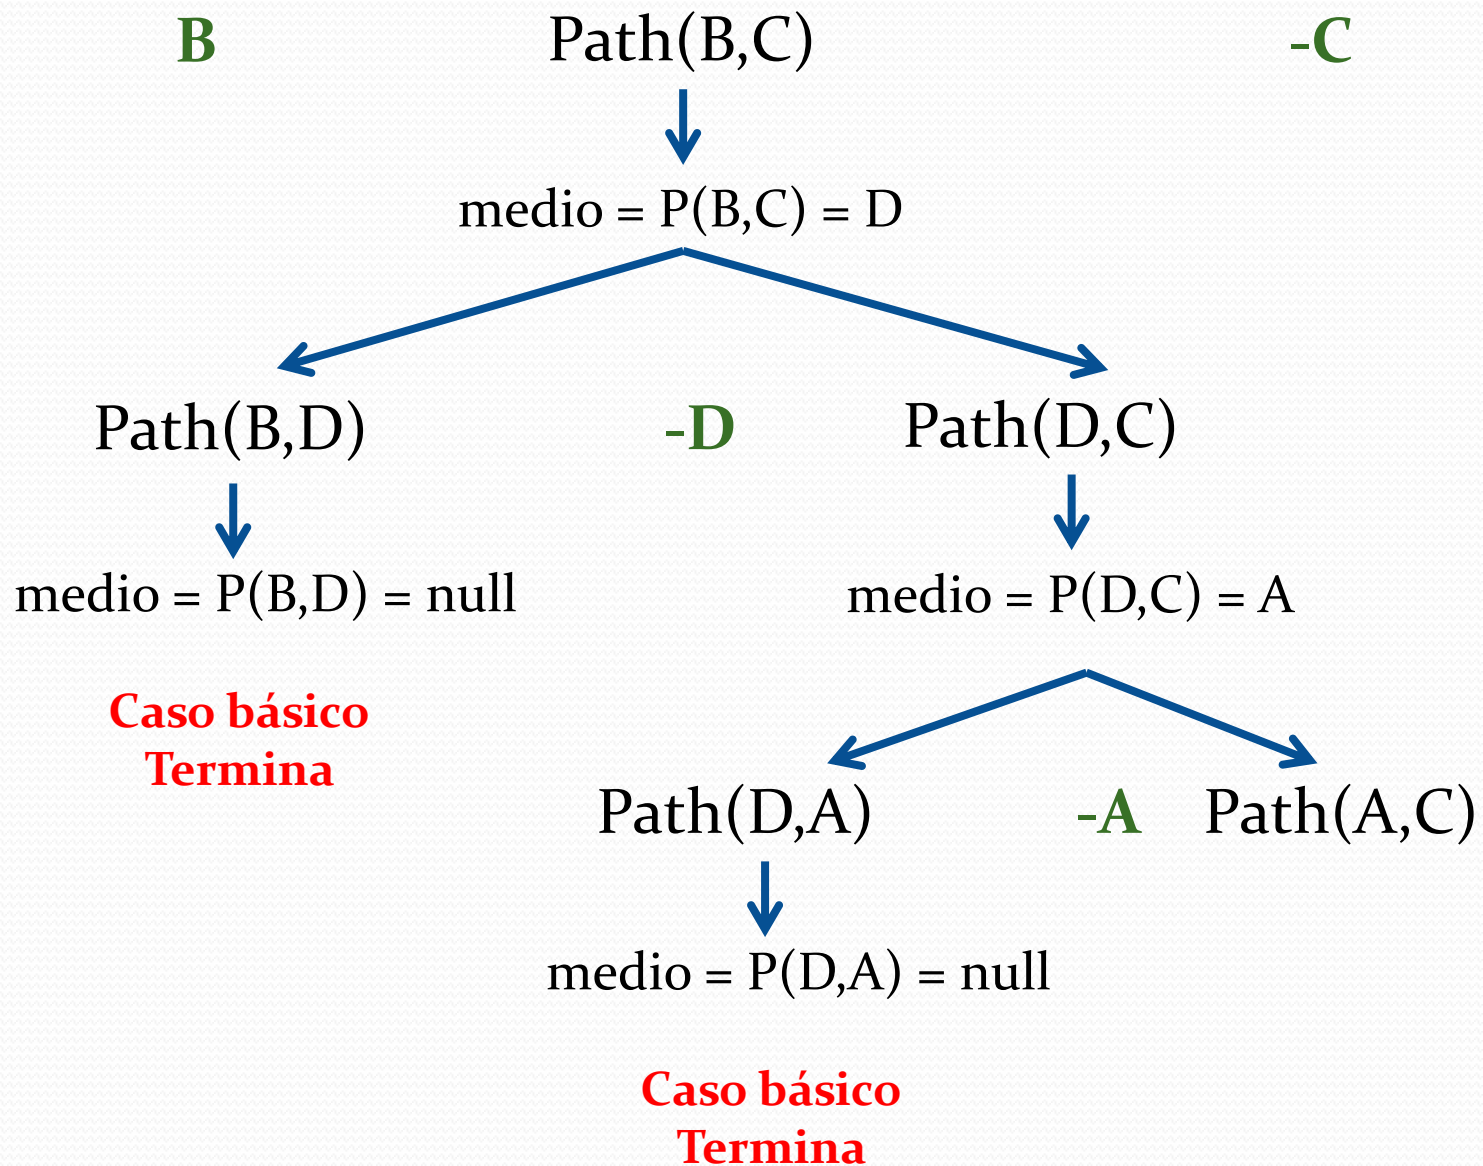 B Path(B,C) -C
medio = P(B,C) = D
Path(B,D) -D Path(D,C)
medio = P(B,D) = null medio = P(D,C) = A
Caso básico
Termina
Path(D,A) -A Path(A,C)
medio = P(D,A) = null
Caso básico
Termina